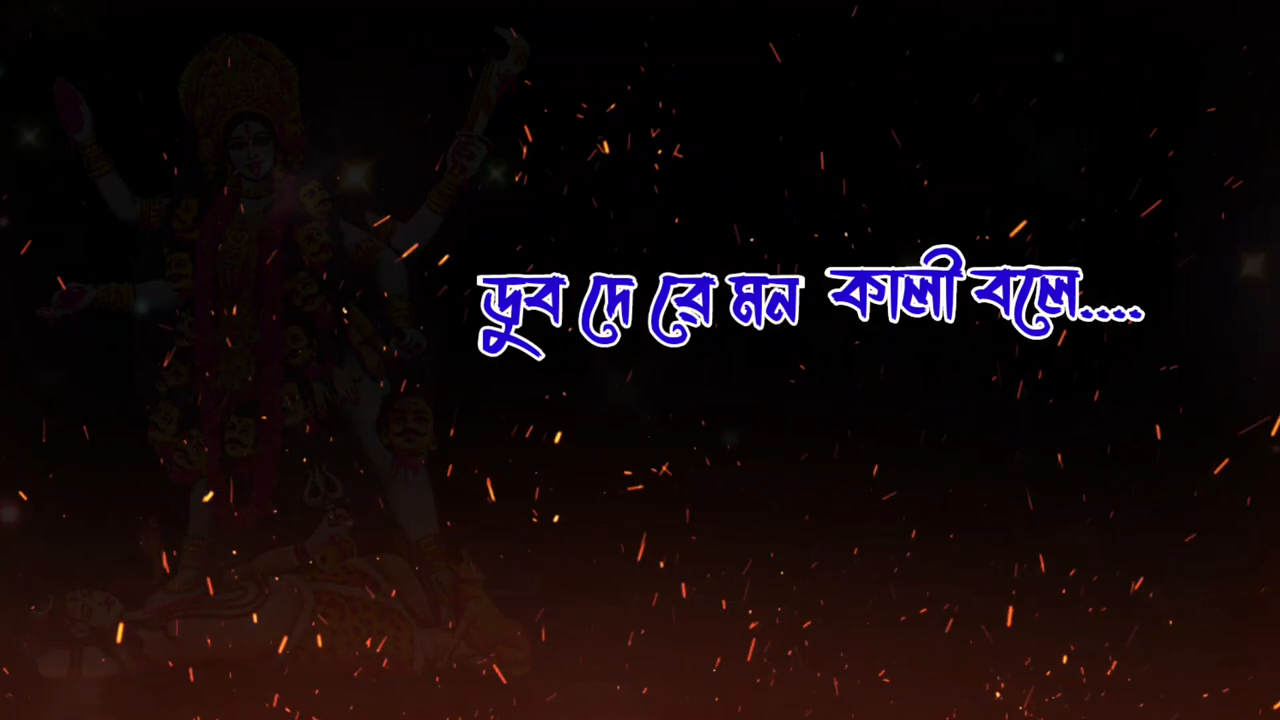 ডুব দে রে মন কালী বলে....